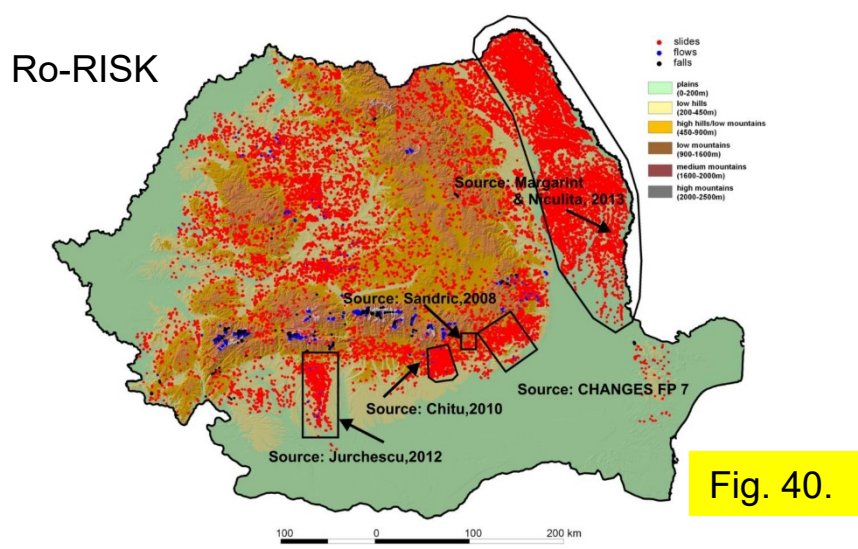 Ro-RISK
slides
flows
falls
plains
(0-200m)
low hills
(200-450m)
high hills/low mountains
(450-900m)
low mountains
(900-1600m)
medium mountains
(1600-2000m)
high mountains
(2000-2500m)
Source: Margarint
& Niculita, 2013
Source: Sandric,2008
Source: CHANGES FP 7
Source: Chitu,2010
Source: Jurchescu,2012
Fig. 40.
100 0 100 200 km